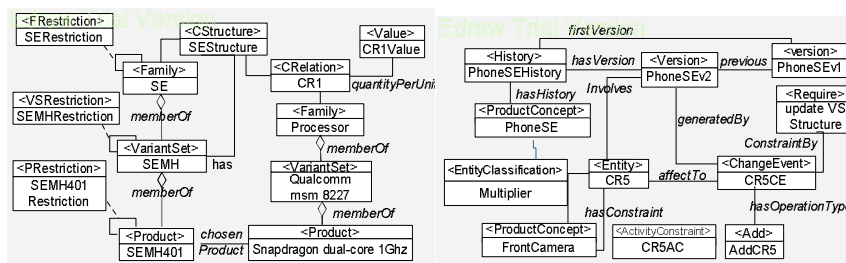 Edraw Trial Version
<FRestriction>
SERestriction
<CStructure>
SEStructure
<Value>
CR1Value
<Family>
SE
<CRelation>
CR1
quantityPerUnit
<VSRestriction>
SEMHRestriction
memberOf
<Family>
Processor
memberOf
<VariantSet>
SEMH
has
<PRestriction>
SEMH401
Restriction
memberOf
<VariantSet>
Qualcomm
msm 8227
memberOf
<Product>
SEMH401
chosen
Product
<Product>
Snapdragon dual-core 1Ghz
Edraw Trial Version
firstVersion
<History>
PhoneSEHistory
hasVersion
<Version>
PhoneSEv2
previous
<version>
PhoneSEv1
Involves
hasHistory
<ProductConcept>
PhoneSE
generatedBy
<Require>
update VS
Structure
ConstraintBy
<EntityClassification>
Multiplier
<Entity>
CR5
affectTo
<ChangeEvent>
CR5CE
hasConstraint
hasOperationType
<ProductConcept>
FrontCamera
<ActivityConstraint>
CR5AC
<Add>
AddCR5